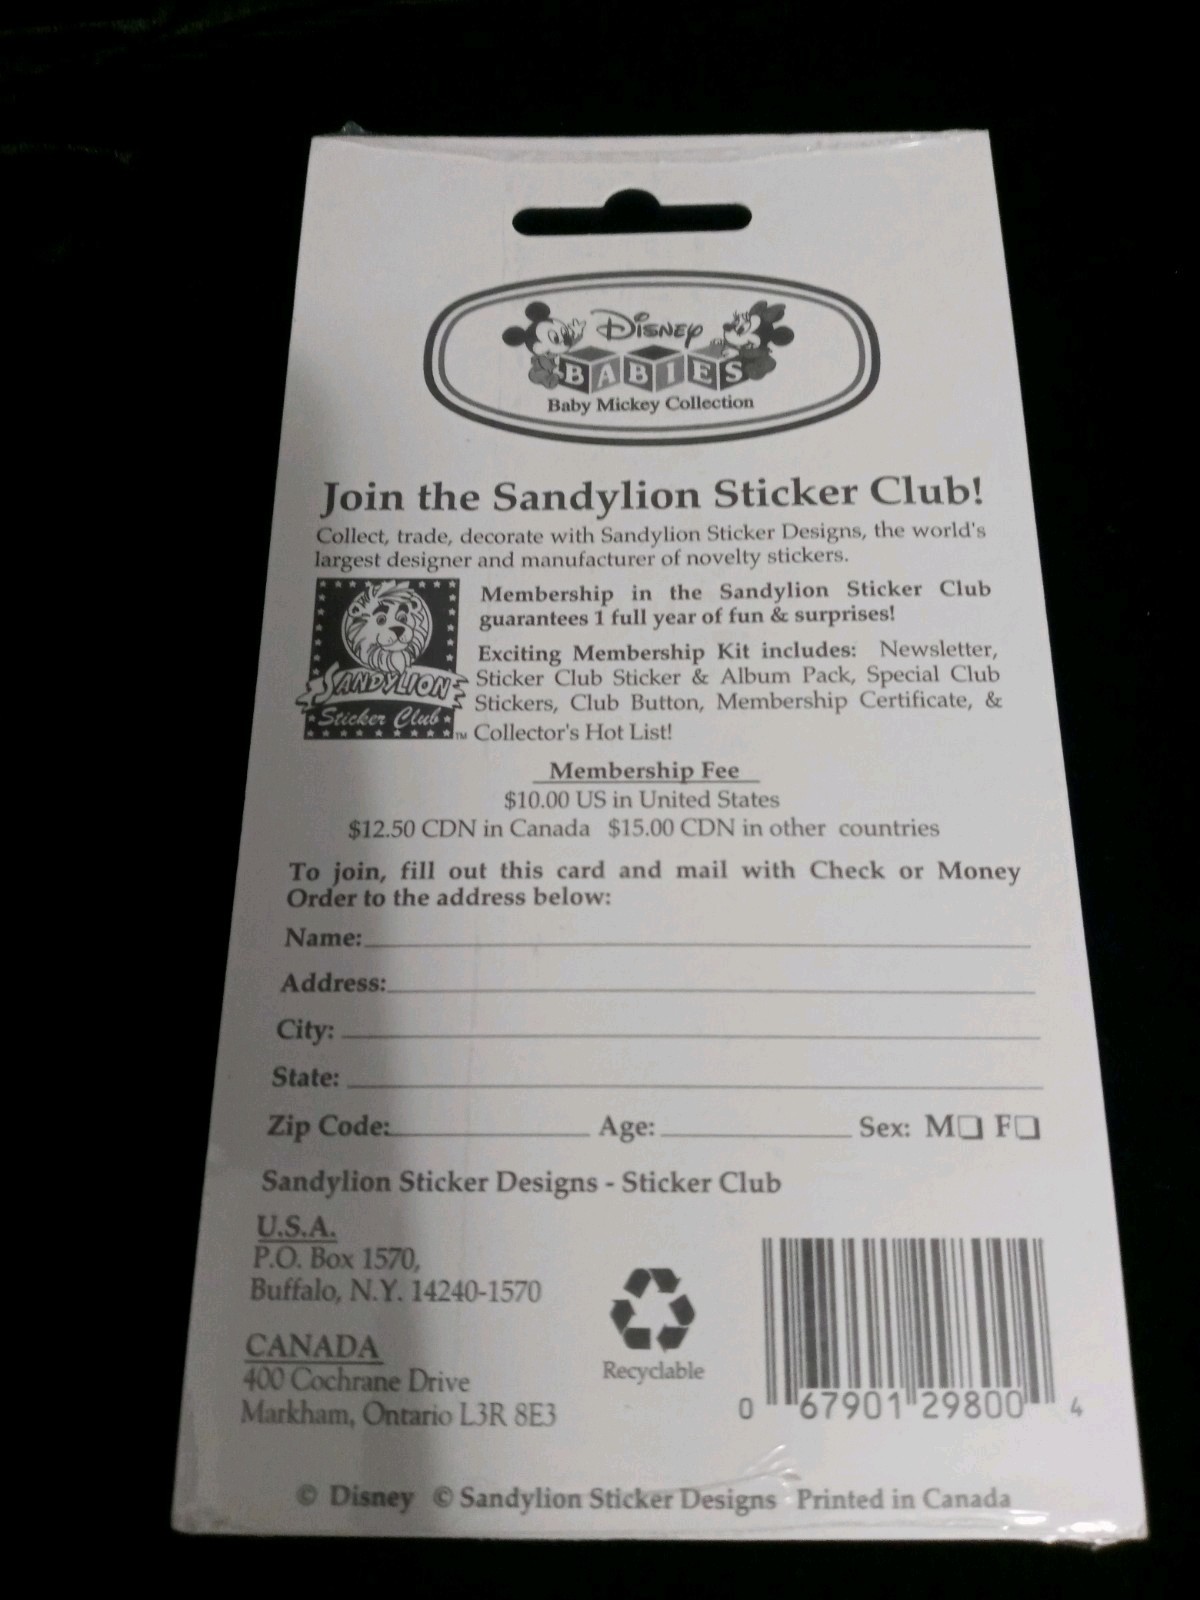 Disney
BABIES
Baby Mickey Collection
Join the Sandylion Sticker Club!
Collect, trade, decorate with Sandylion Sticker Designs, the world's
largest designer and manufacturer of novelty stickers.
Membership in the Sandylion Sticker Club
guarantees 1 full year of fun & surprises!
Exciting Membership Kit includes: Newsletter,
Sticker Club Sticker & Album Pack, Special Club
Stickers, Club Button, Membership Certificate, &
Collector's Hot List!
SANDYLION
Sticker Club
TM
Membership Fee
$10.00 US in United States
$12.50 CDN in Canada $15.00 CDN in other countries
To join, fill out this card and mail with Check or Money
Order to the address below:
Name:
Address:
City:
State:
Zip Code: Age: Sex: M❏ F❏
Sandylion Sticker Designs - Sticker Club
U.S.A.
P.O. Box 1570,
Buffalo, N.Y. 14240-1570
CANADA
400 Cochrane Drive
Markham, Ontario L3R 8E3
Recyclable
0 67901 29800 4
© Disney © Sandylion Sticker Designs Printed in Canada